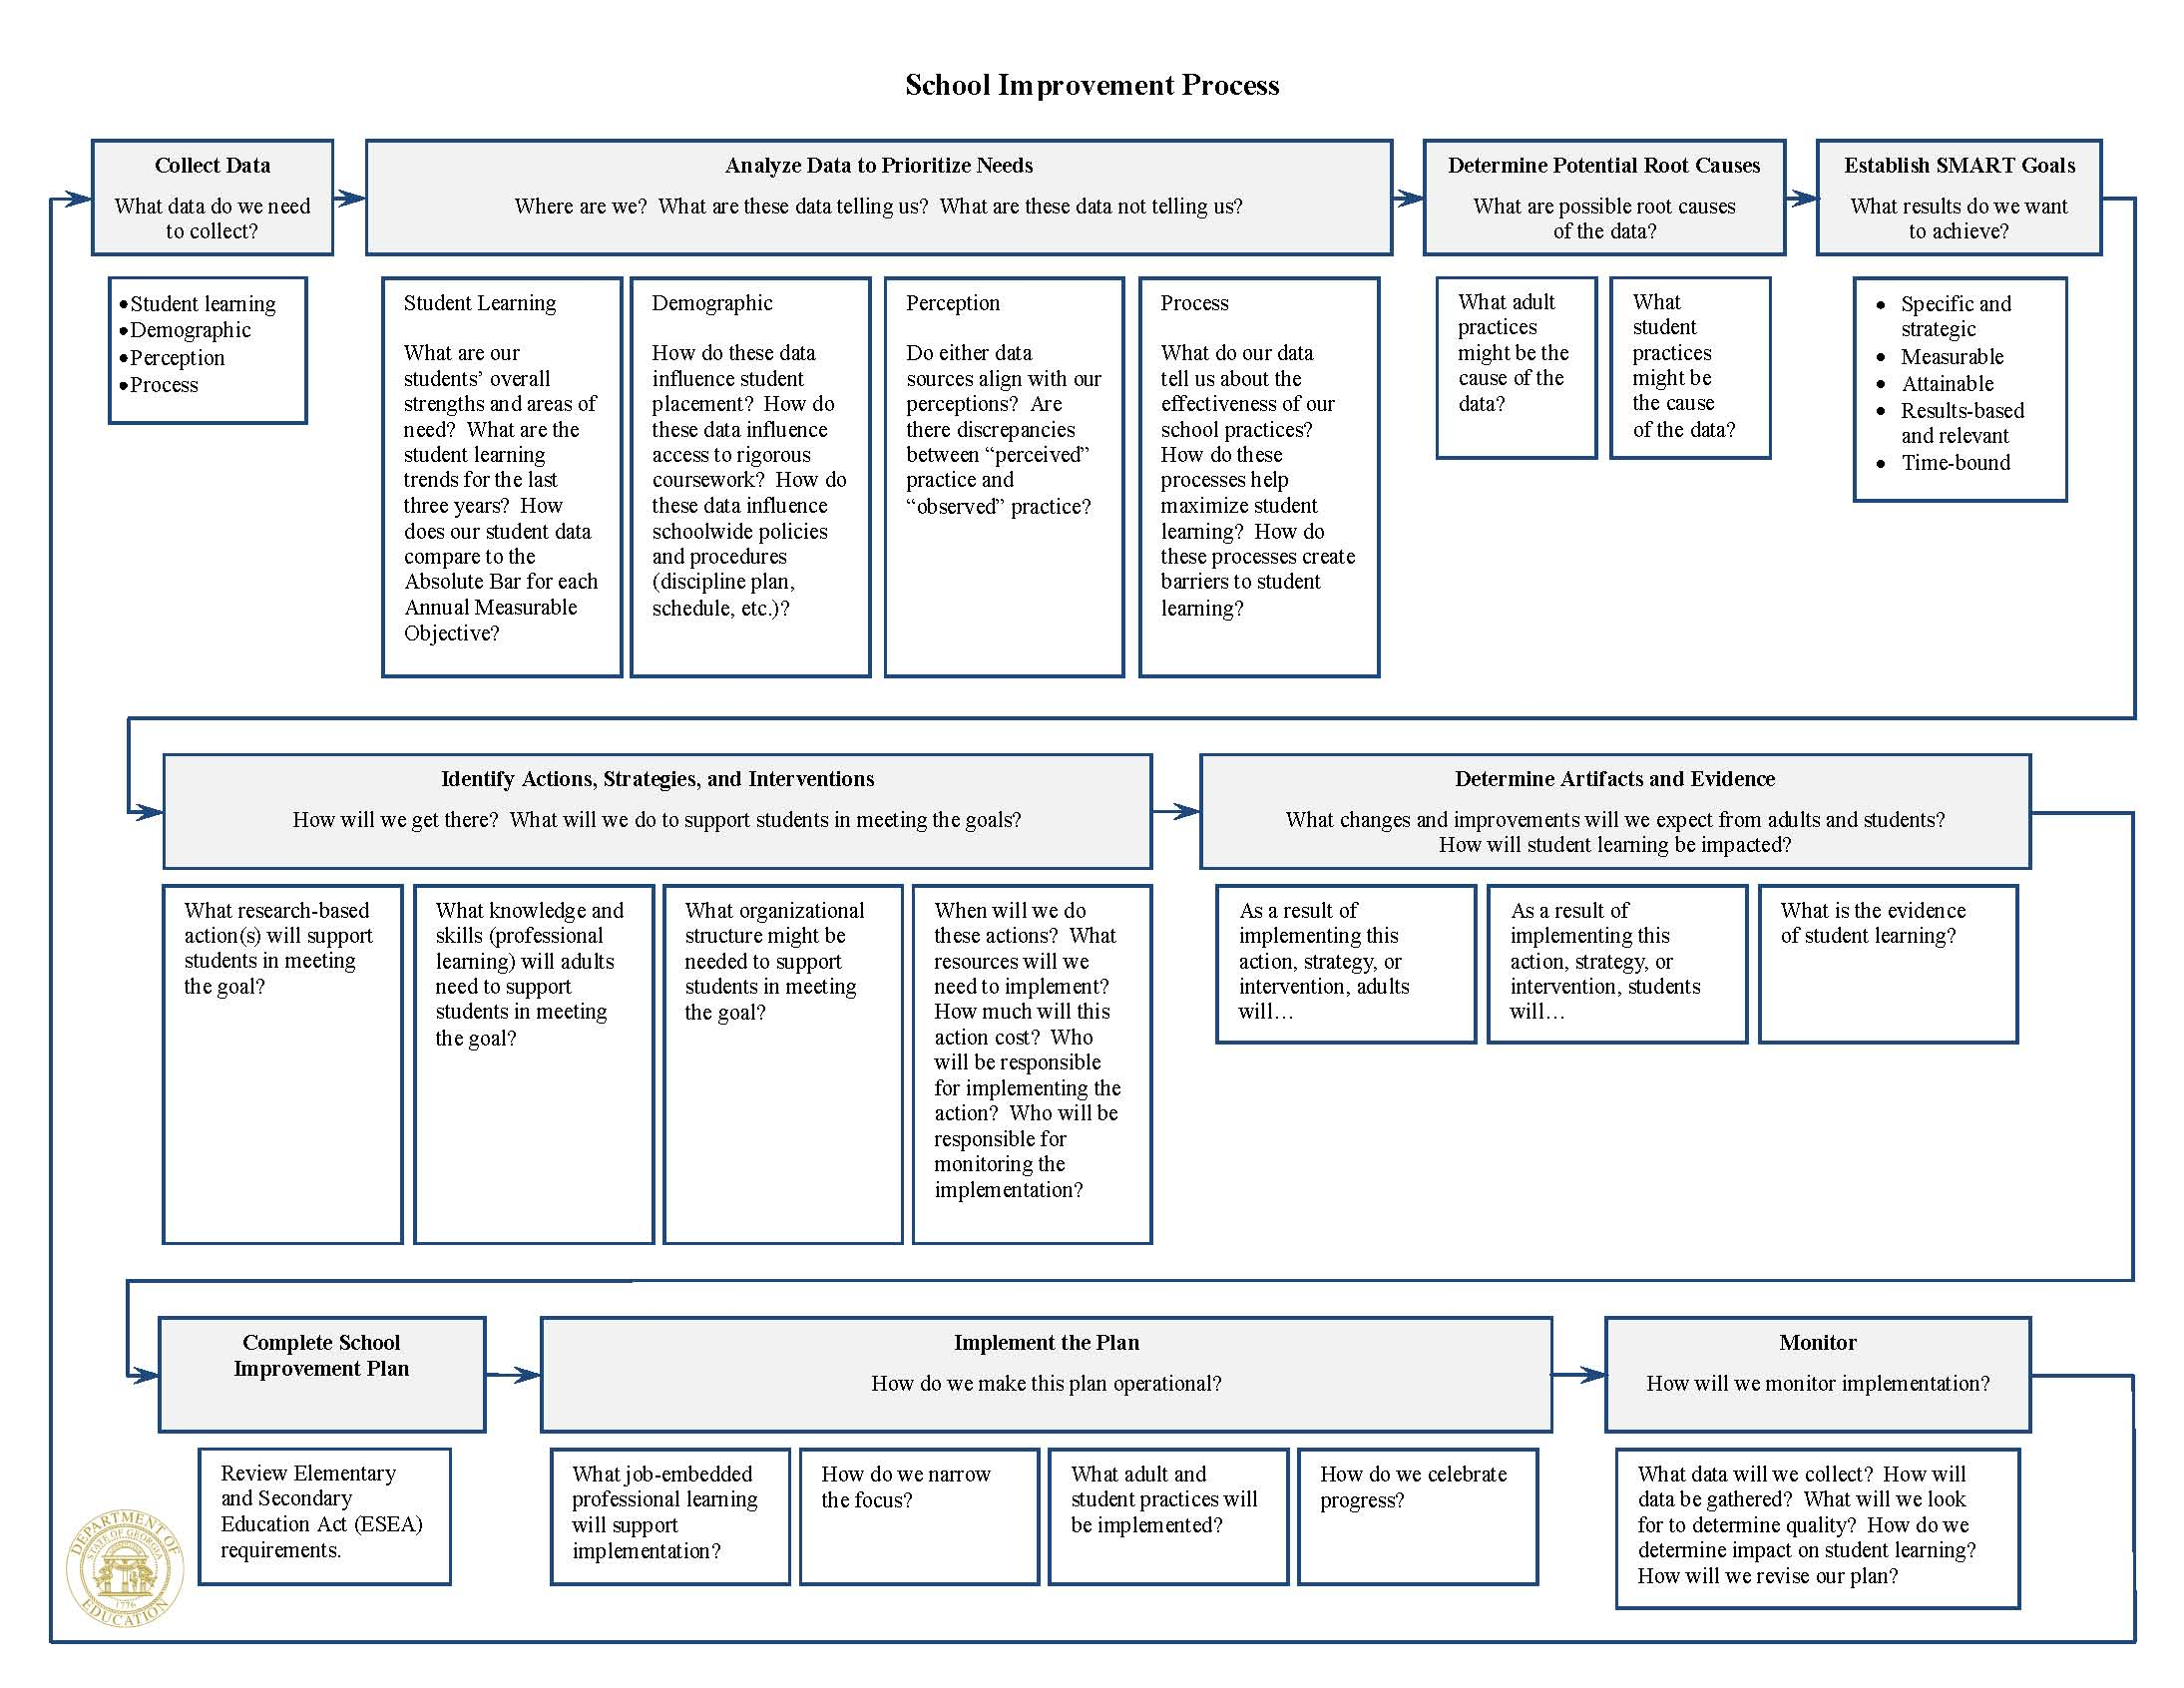 School Improvement Process
Collect Data
What data do we need
to collect?
•Student learning
•Demographic
•Perception
•Process
Analyze Data to Prioritize Needs
Where are we?  What are these data telling us?  What are these data not telling us?
Student Learning
What are our
students’ overall
strengths and areas of
need?  What are the
student learning
trends for the last
three years?  How
does our student data
compare to the
Absolute Bar for each
Annual Measurable
Objective?
Demographic
How do these data
influence student
placement?  How do
these data influence
access to rigorous
coursework?  How do
these data influence
schoolwide policies
and procedures
(discipline plan,
schedule, etc.)?
Perception
Do either data
sources align with our
perceptions?  Are
there discrepancies
between “perceived”
practice and
“observed” practice?
Process
What do our data
tell us about the
effectiveness of our
school practices?
How do these
processes help
maximize student
learning?  How do
these processes create
barriers to student
learning?
Determine Potential Root Causes
What are possible root causes
of the data?
What adult
practices
might be the
cause of the
data?
What
student
practices
might be
the cause
of the data?
Establish SMART Goals
What results do we want
to achieve?
• Specific and
strategic
• Measurable
• Attainable
• Results-based
and relevant
• Time-bound
Identify Actions, Strategies, and Interventions
How will we get there?  What will we do to support students in meeting the goals?
What research-based
action(s) will support
students in meeting
the goal?
What knowledge and
skills (professional
learning) will adults
need to support
students in meeting
the goal?
What organizational
structure might be
needed to support
students in meeting
the goal?
When will we do
these actions?  What
resources will we
need to implement?
How much will this
action cost?  Who
will be responsible
for implementing the
action?  Who will be
responsible for
monitoring the
implementation?
Determine Artifacts and Evidence
What changes and improvements will we expect from adults and students?
How will student learning be impacted?
As a result of
implementing this
action, strategy, or
intervention, adults
will…
As a result of
implementing this
action, strategy, or
intervention, students
will…
What is the evidence
of student learning?
Complete School
Improvement Plan
Review Elementary
and Secondary
Education Act (ESEA)
requirements.
Implement the Plan
How do we make this plan operational?
What job-embedded
professional learning
will support
implementation?
How do we narrow
the focus?
What adult and
student practices will
be implemented?
How do we celebrate
progress?
Monitor
How will we monitor implementation?
What data will we collect?  How will
data be gathered?  What will we look
for to determine quality?  How do we
determine impact on student learning?
How will we revise our plan?
DEPARTMENT OF
STATE OF GEORGIA
1776
EDUCATION